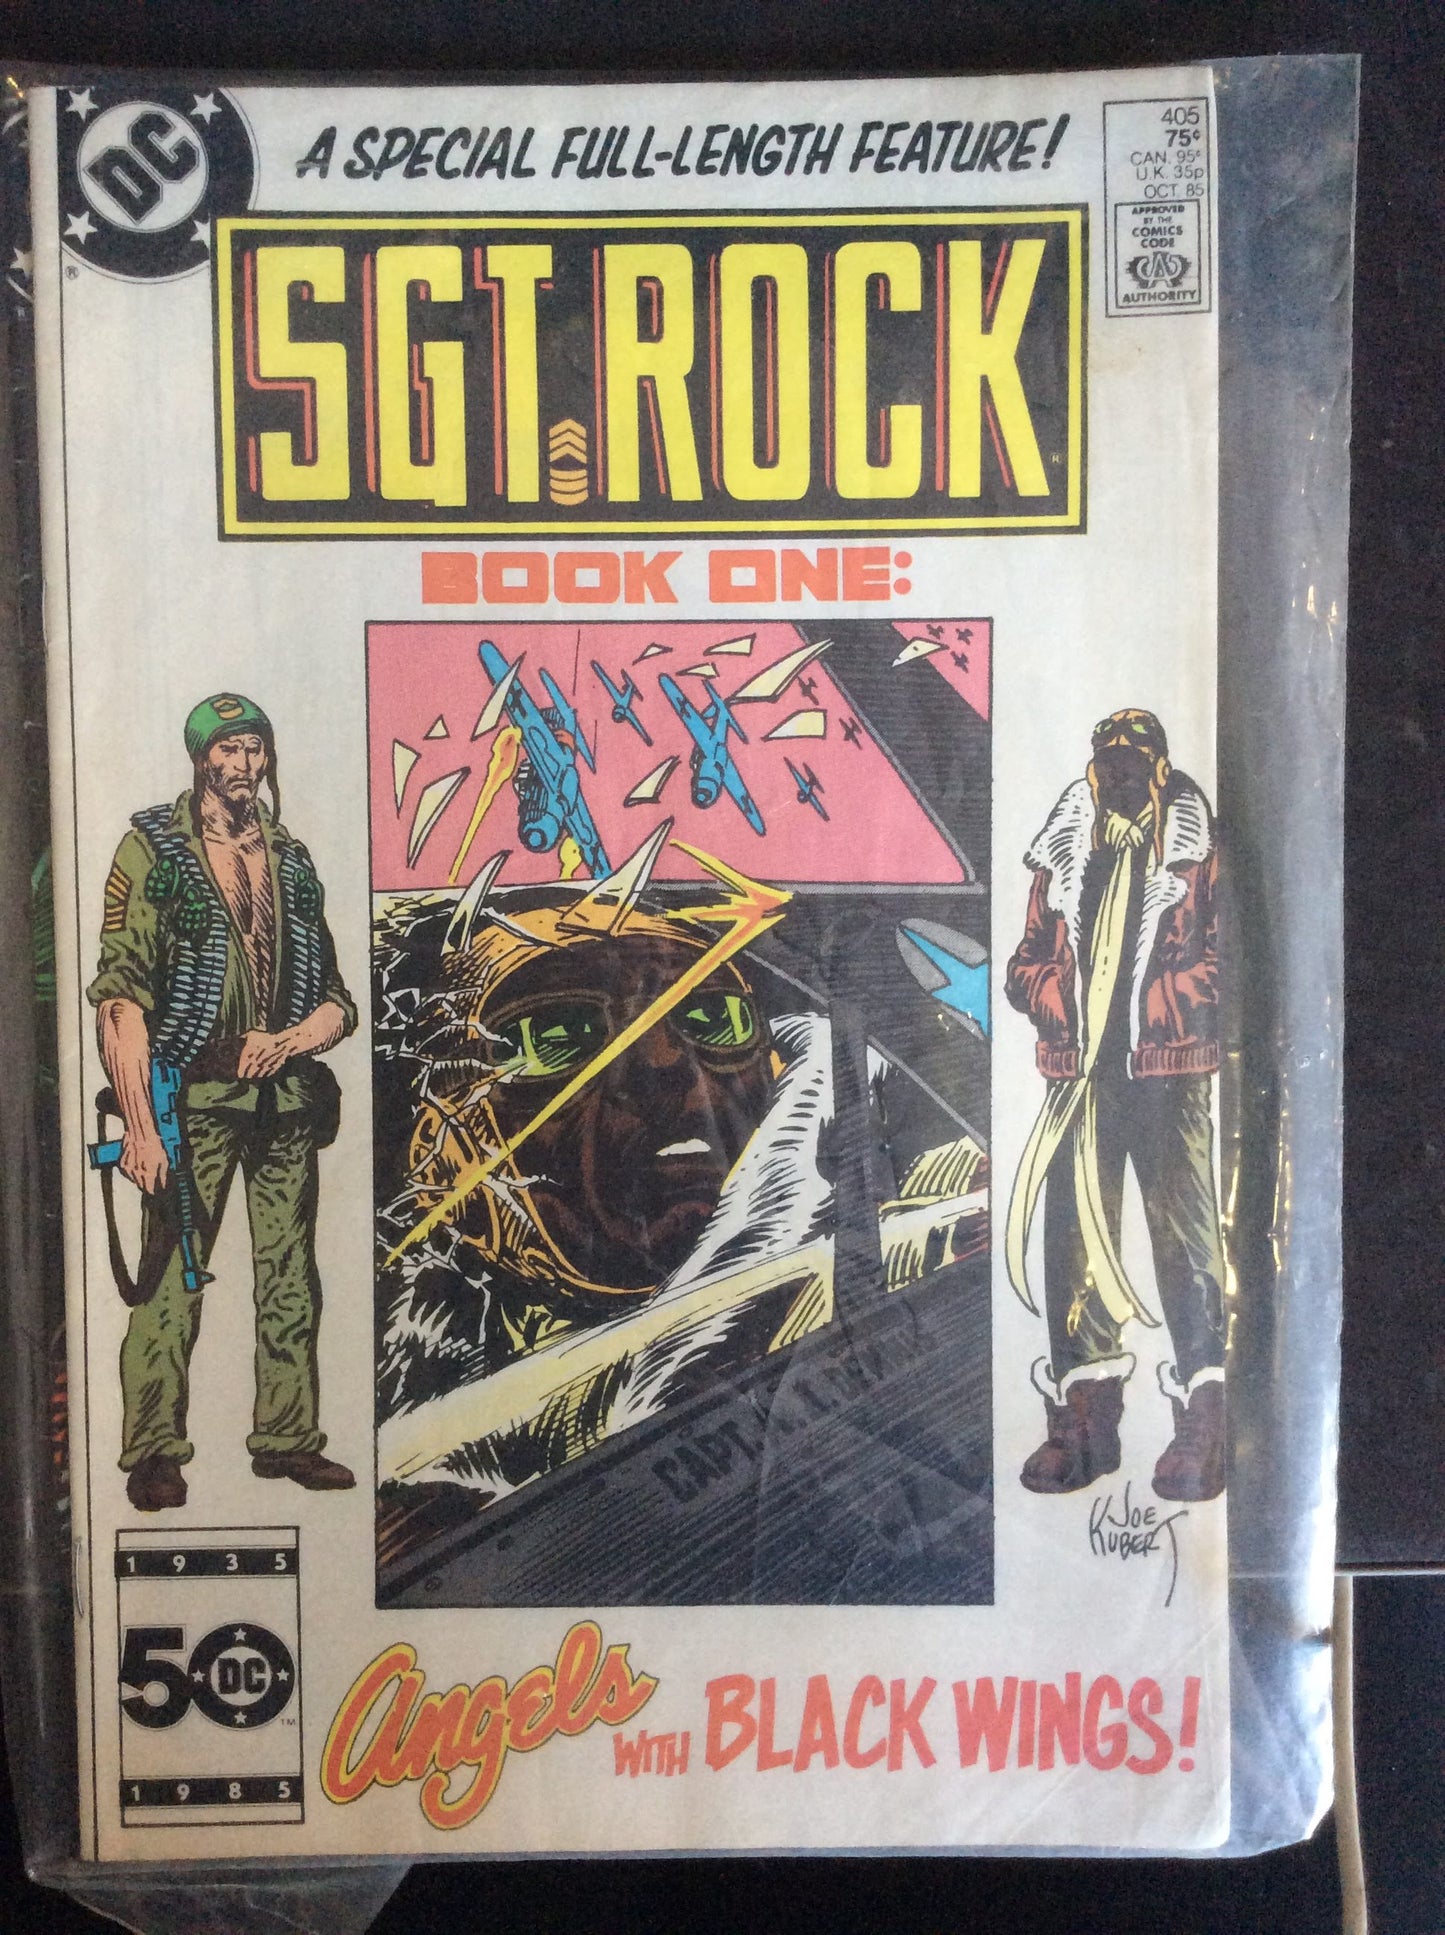 DC
A SPECIAL FULL-LENGTH FEATURE!
405
75¢
CAN. 95¢
U.K. 35p
OCT. 85
APPROVED
BY THE
COMICS
CODE
AUTHORITY
®
SGT. ROCK
BOOK ONE:
CAPT.
JOE
KUBERT
1935
50 DC
™
1985
Angels WITH BLACK WINGS!